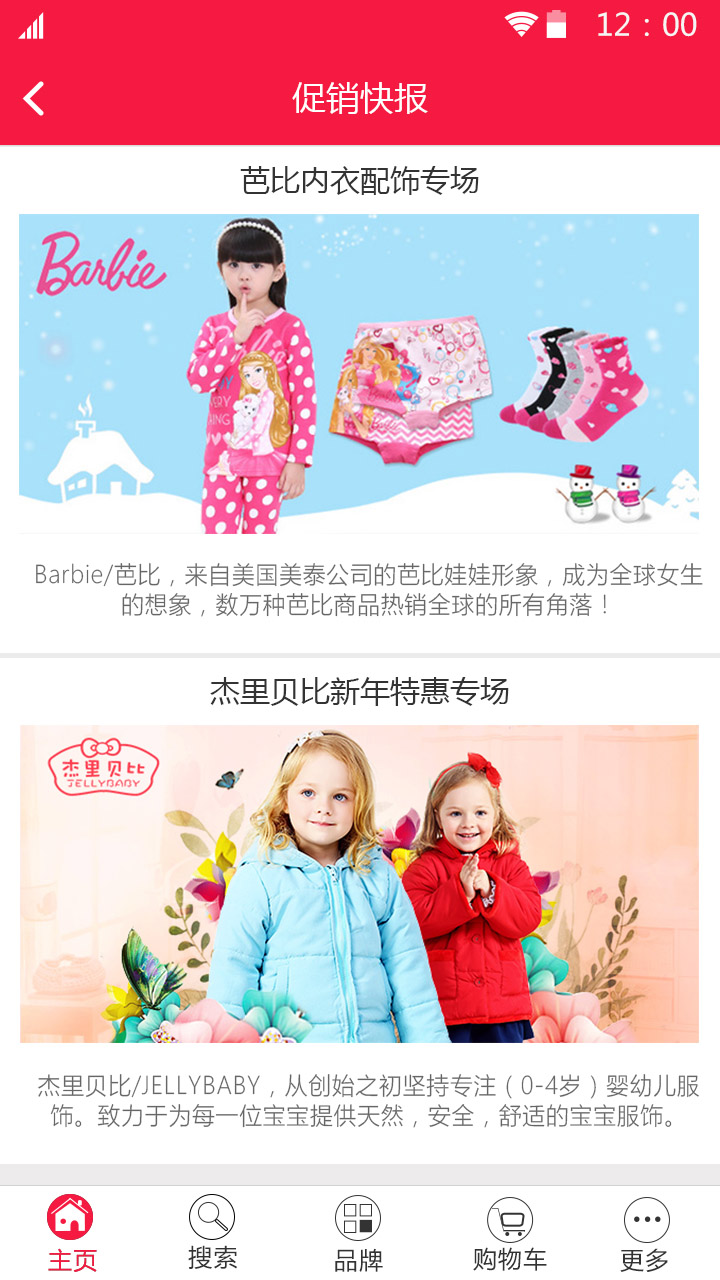 12 : 00
促销快报
芭比内衣配饰专场
Barbie
Barbie/芭比，来自美国美泰公司的芭比娃娃形象，成为全球女生
的想象，数万种芭比商品热销全球的所有角落！
杰里贝比新年特惠专场
杰里贝比
JELLYBABY
杰里贝比/JELLYBABY，从创始之初坚持专注（0-4岁）婴幼儿服
饰。致力于为每一位宝宝提供天然，安全，舒适的宝宝服饰。
主页 搜索 品牌 购物车 更多